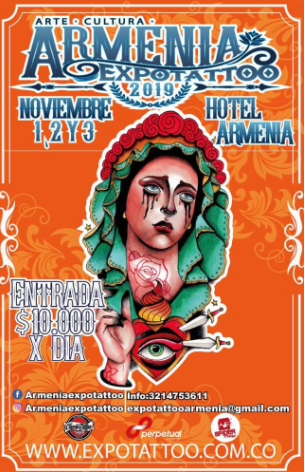 ARTE · CULTURA ·
ARMENIA
EXPOTATTOO
2019
NOVIEMBRE
1, 2 Y 3
HOTEL
ARMENIA
ENTRADA
$10.000
X DIA
Armeniaexpotattoo Info:3214753611
Armeniaexpotattoo expotattooarmenia@gmail.com
perpetual
WWW.EXPOTATTOO.COM.CO